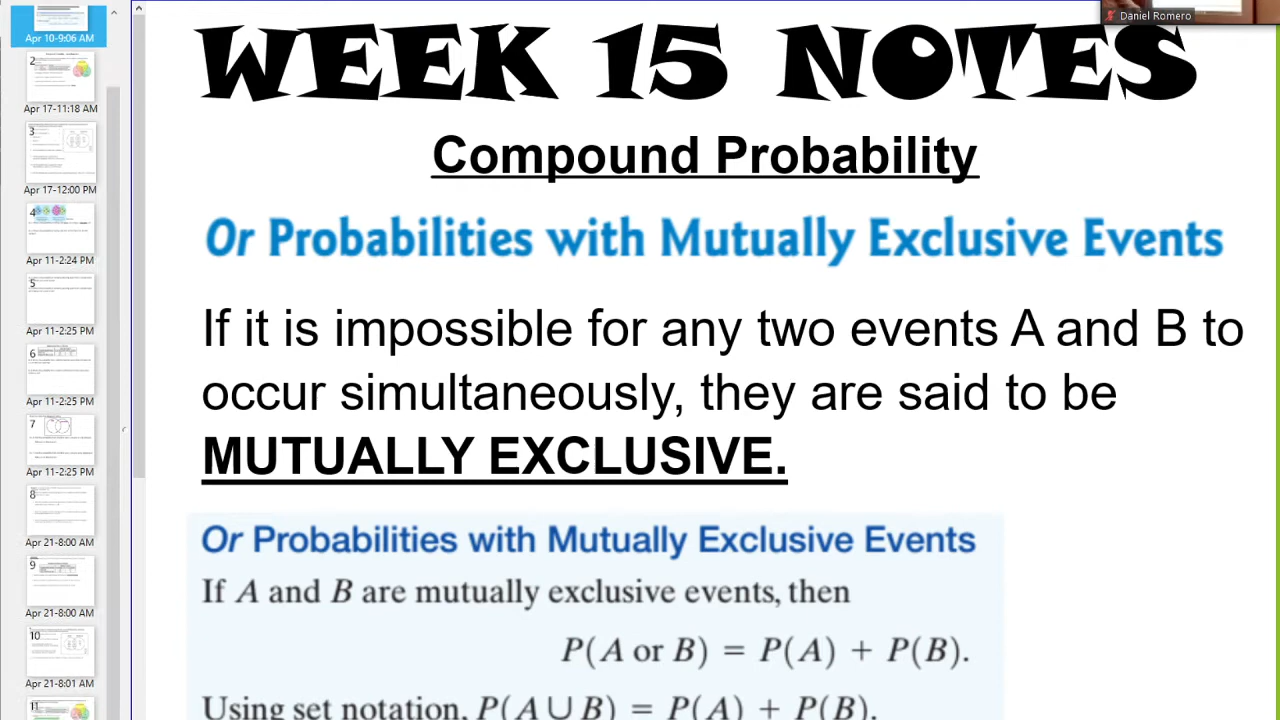 Daniel Romero
WEEK 15 NOTES
Compound Probability
Or Probabilities with Mutually Exclusive Events
If it is impossible for any two events A and B to
occur simultaneously, they are said to be
MUTUALLY EXCLUSIVE.
Or Probabilities with Mutually Exclusive Events
If A and B are mutually exclusive events, then
P(A or B) = P(A) + P(B).
Using set notation, P(A ∪ B) = P(A) + P(B).
Apr 10-9:06 AM
2
Apr 17-11:18 AM
3
Apr 17-12:00 PM
4
Apr 11-2:24 PM
5
Apr 11-2:25 PM
6
Apr 11-2:25 PM
7
Apr 11-2:25 PM
8
Apr 21-8:00 AM
9
Apr 21-8:00 AM
10
Apr 21-8:01 AM
11